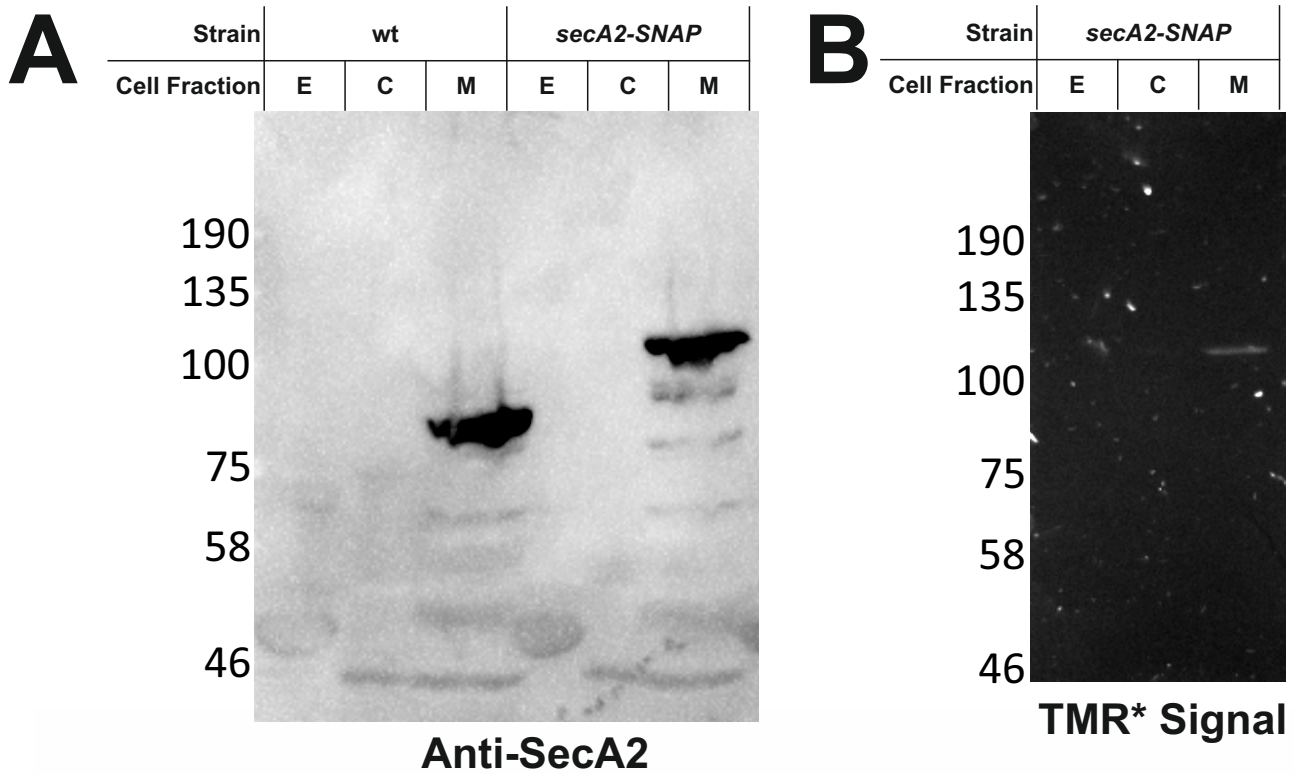 A
Strain wt secA2-SNAP
Cell Fraction E C M E C M
190
135
100
75
58
46
Anti-SecA2
B
Strain secA2-SNAP
Cell Fraction E C M
190
135
100
75
58
46
TMR* Signal